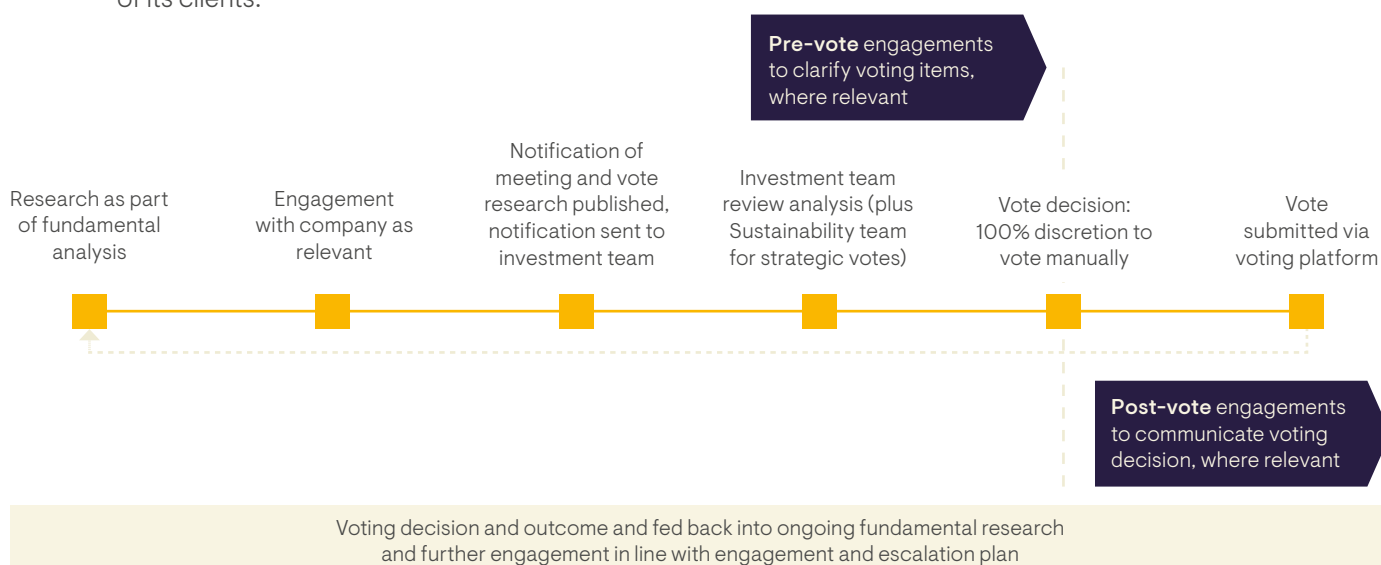 of its clients.
Pre-vote engagements
to clarify voting items,
where relevant
Research as part
of fundamental
analysis
Engagement
with company as
relevant
Notification of
meeting and vote
research published,
notification sent to
investment team
Investment team
review analysis (plus
Sustainability team
for strategic votes)
Vote decision:
100% discretion to
vote manually
Vote
submitted via
voting platform
Post-vote engagements
to communicate voting
decision, where relevant
Voting decision and outcome and fed back into ongoing fundamental research
and further engagement in line with engagement and escalation plan